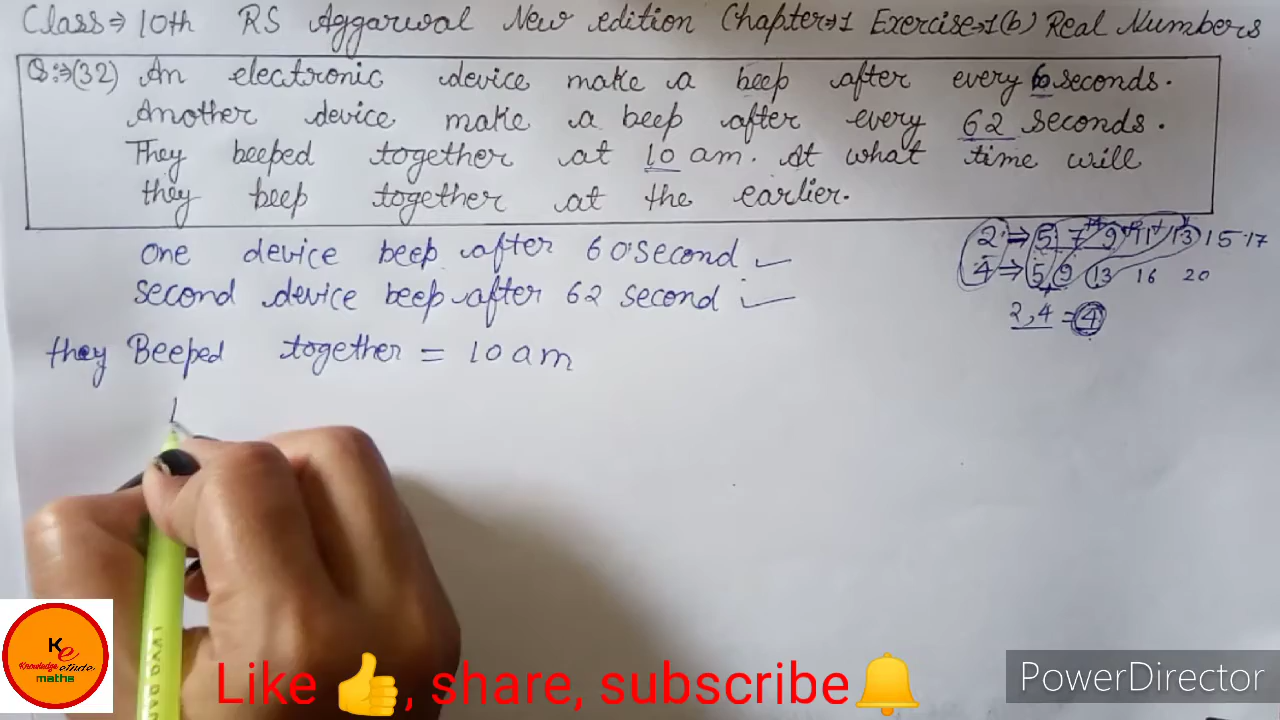 Class⇒ 10th RS Aggarwal New edition Chapter⇒1 Exercise⇒1(b) Real Numbers
Q:⇒(32) An electronic device make a beep after every 60 seconds.
Another device make a beep after every 62 seconds.
They beeped together at 10 am. At what time will
they beep together at the earlier.
One device beep after 60 second ✓
Second device beep after 62 second ✓
they Beeped together = 10 am
2 ⇒ 5 7 9 11 13 15 17
4 ⇒ 5 9 13 16 20
2, 4 = 4
Ke
Knowledge etude
maths
Like 👍, share, subscribe 🔔
PowerDirector